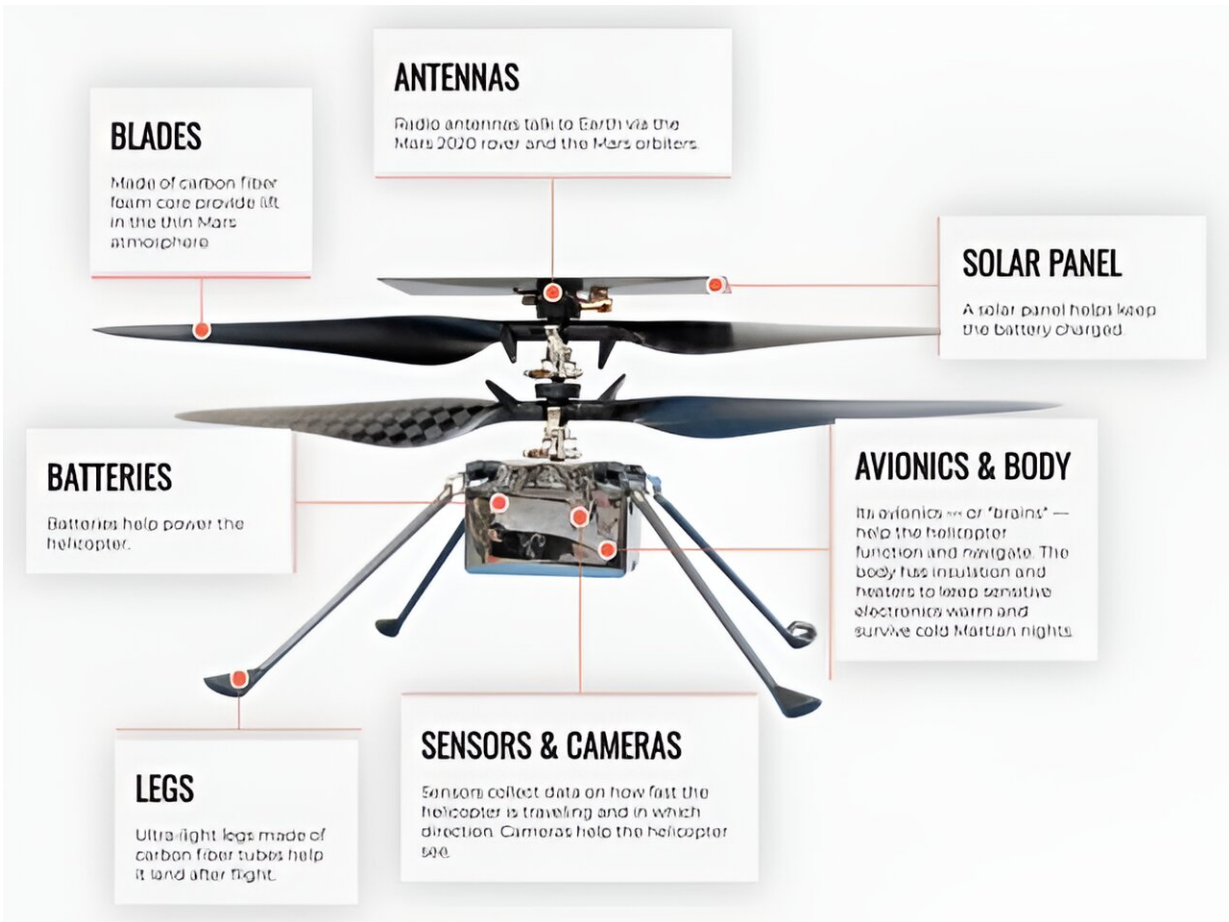 ANTENNAS
Radio antennas talk to Earth via the
Mars 2020 rover and the Mars orbiters.
BLADES
Made of carbon fiber
foam core provide lift
in the thin Mars
atmosphere
SOLAR PANEL
A solar panel helps keep
the battery charged.
BATTERIES
Batteries help power the
helicopter.
AVIONICS & BODY
Its avionics — or "brains" —
help the helicopter
function and navigate. The
body has insulation and
heaters to keep sensitive
electronics warm and
survive cold Martian nights.
LEGS
Ultra-light legs made of
carbon fiber tubes help
it land after flight.
SENSORS & CAMERAS
Sensors collect data on how fast the
helicopter is traveling and in which
direction. Cameras help the helicopter
see.